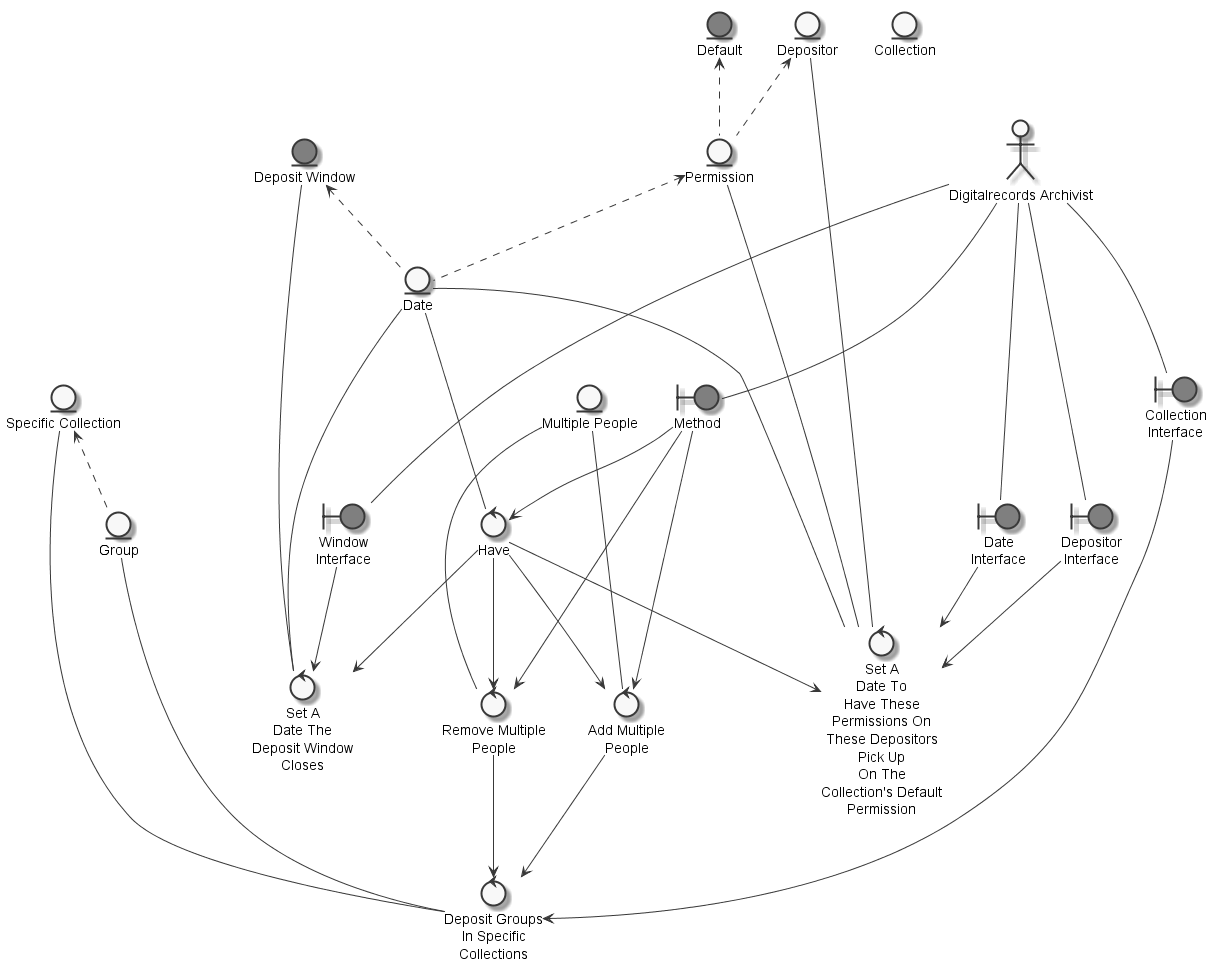 Default
Depositor
Collection
Deposit Window
Permission
Digitalrecords Archivist
Date
Specific Collection
Multiple People
Method
Collection
Interface
Group
Window
Interface
Have
Date
Interface
Depositor
Interface
Set A
Date The
Deposit Window
Closes
Remove Multiple
People
Add Multiple
People
Set A
Date To
Have These
Permissions On
These Depositors
Pick Up
On The
Collection's Default
Permission
Deposit Groups
In Specific
Collections